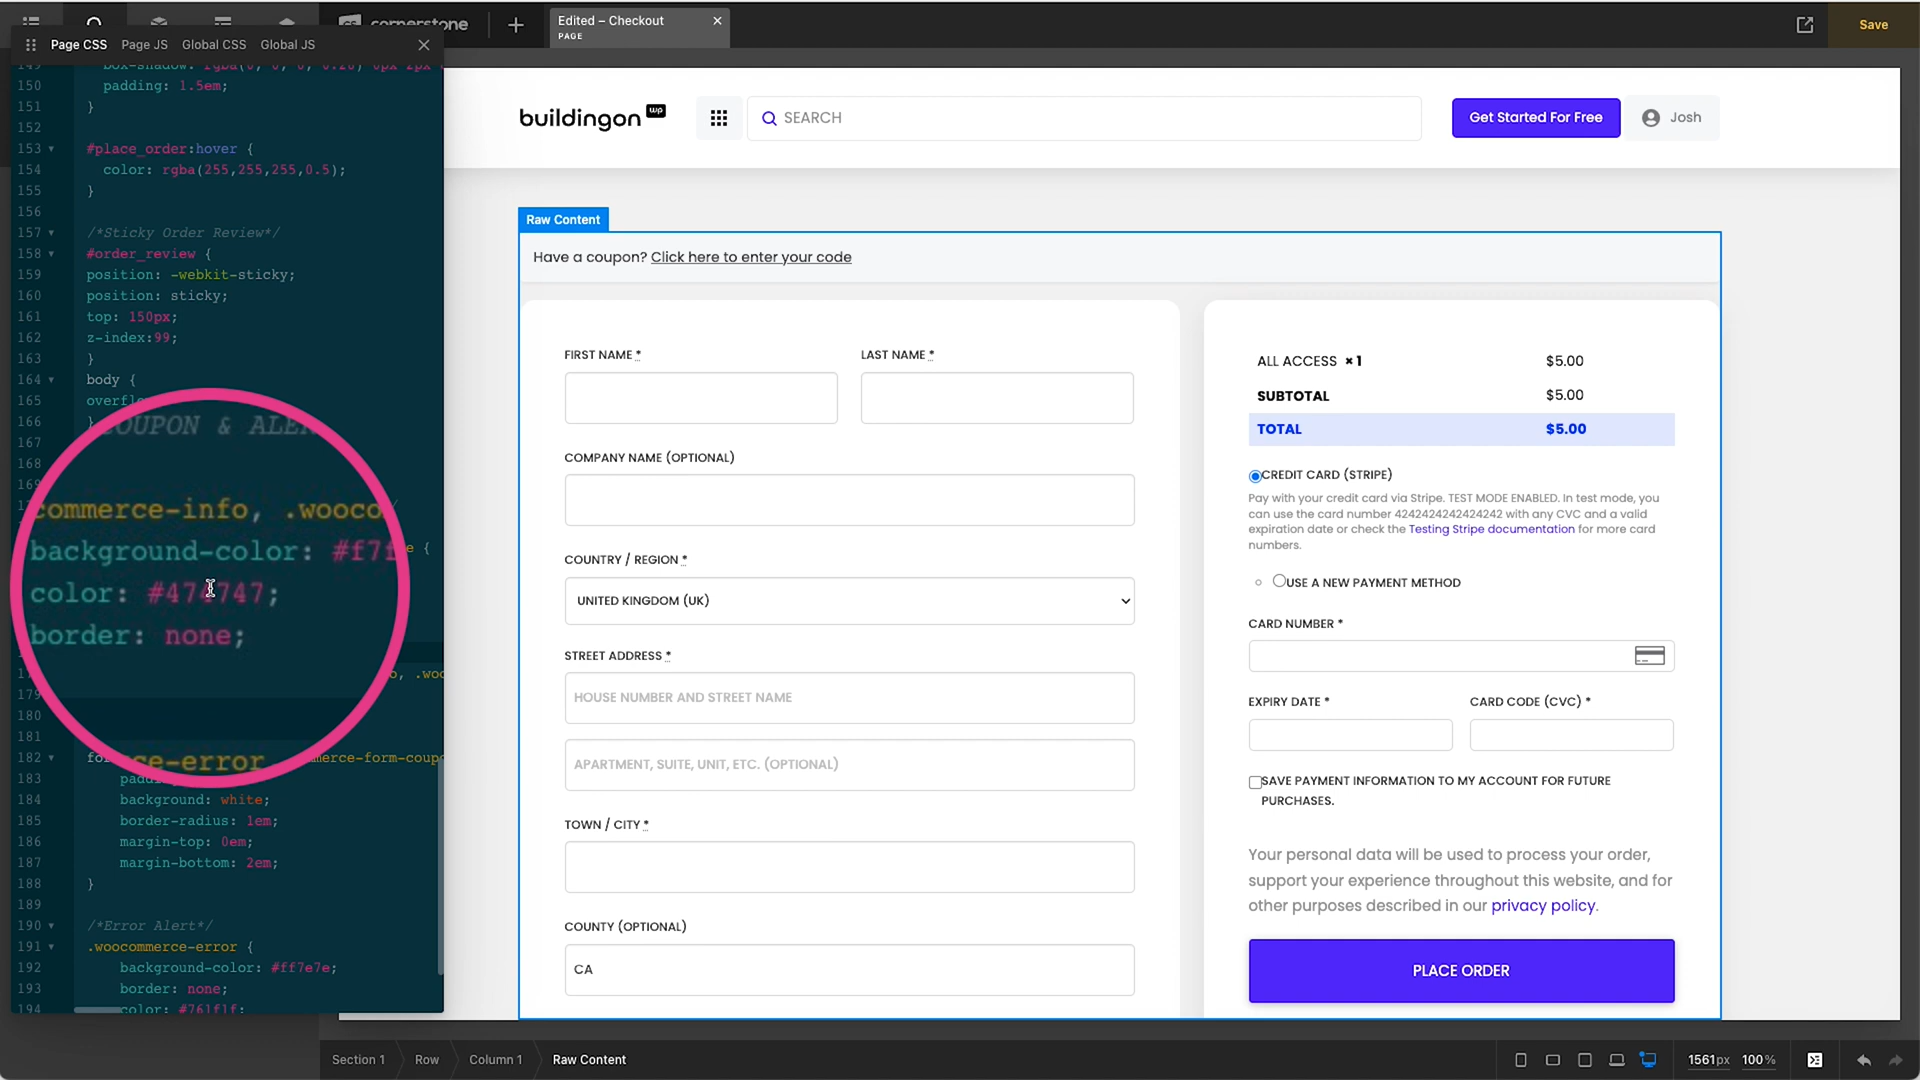 cornerstone
Edited – Checkout
PAGE
Save
Page CSS Page JS Global CSS Global JS
149
150 padding: 1.5em;
151 }
152
153 #place_order:hover {
154 color: rgba(255,255,255,0.5);
155 }
156
157 /*Sticky Order Review*/
158 #order_review {
159 position: -webkit-sticky;
160 position: sticky;
161 top: 150px;
162 z-index:99;
163 }
164 body {
165
166 }
167
168
commerce-info, .wooco
background-color: #f7f
color: #474747;
border: none;
179
180
181
182 merce-form-coupo
183
184 background: white;
185 border-radius: 1em;
186 margin-top: 0em;
187 margin-bottom: 2em;
188 }
189
190 /*Error Alert*/
191 .woocommerce-error {
192 background-color: #ff7e7e;
193 border: none;
194 color: #761f1f;
buildingon wp
SEARCH
Get Started For Free
Josh
Raw Content
Have a coupon? Click here to enter your code
FIRST NAME *
LAST NAME *
COMPANY NAME (OPTIONAL)
COUNTRY / REGION *
UNITED KINGDOM (UK)
STREET ADDRESS *
HOUSE NUMBER AND STREET NAME
APARTMENT, SUITE, UNIT, ETC. (OPTIONAL)
TOWN / CITY *
COUNTY (OPTIONAL)
CA
ALL ACCESS × 1 $5.00
SUBTOTAL $5.00
TOTAL $5.00
CREDIT CARD (STRIPE)
Pay with your credit card via Stripe. TEST MODE ENABLED. In test mode, you
can use the card number 4242424242424242 with any CVC and a valid
expiration date or check the Testing Stripe documentation for more card
numbers.
USE A NEW PAYMENT METHOD
CARD NUMBER *
EXPIRY DATE *
CARD CODE (CVC) *
SAVE PAYMENT INFORMATION TO MY ACCOUNT FOR FUTURE
PURCHASES.
Your personal data will be used to process your order,
support your experience throughout this website, and for
other purposes described in our privacy policy.
PLACE ORDER
Section 1 Row Column 1 Raw Content
1561px 100%